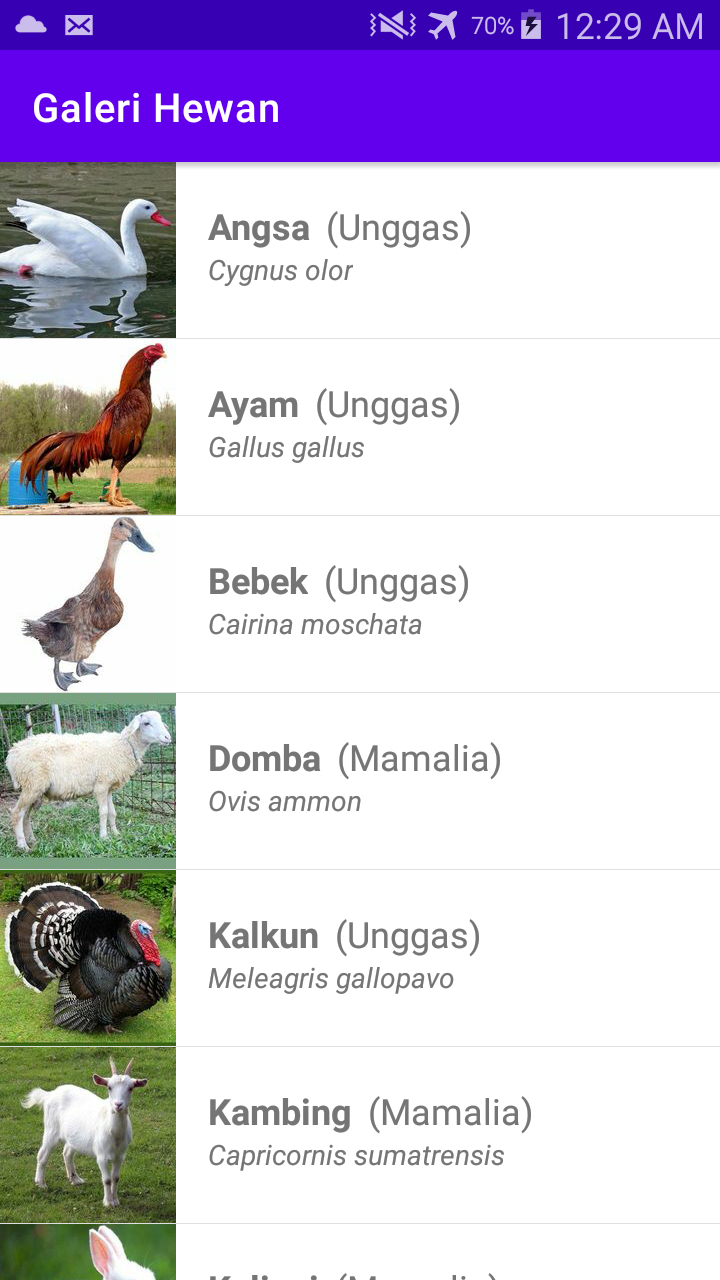 70% 12:29 AM
Galeri Hewan
Angsa (Unggas)
Cygnus olor
Ayam (Unggas)
Gallus gallus
Bebek (Unggas)
Cairina moschata
Domba (Mamalia)
Ovis ammon
Kalkun (Unggas)
Meleagris gallopavo
Kambing (Mamalia)
Capricornis sumatrensis